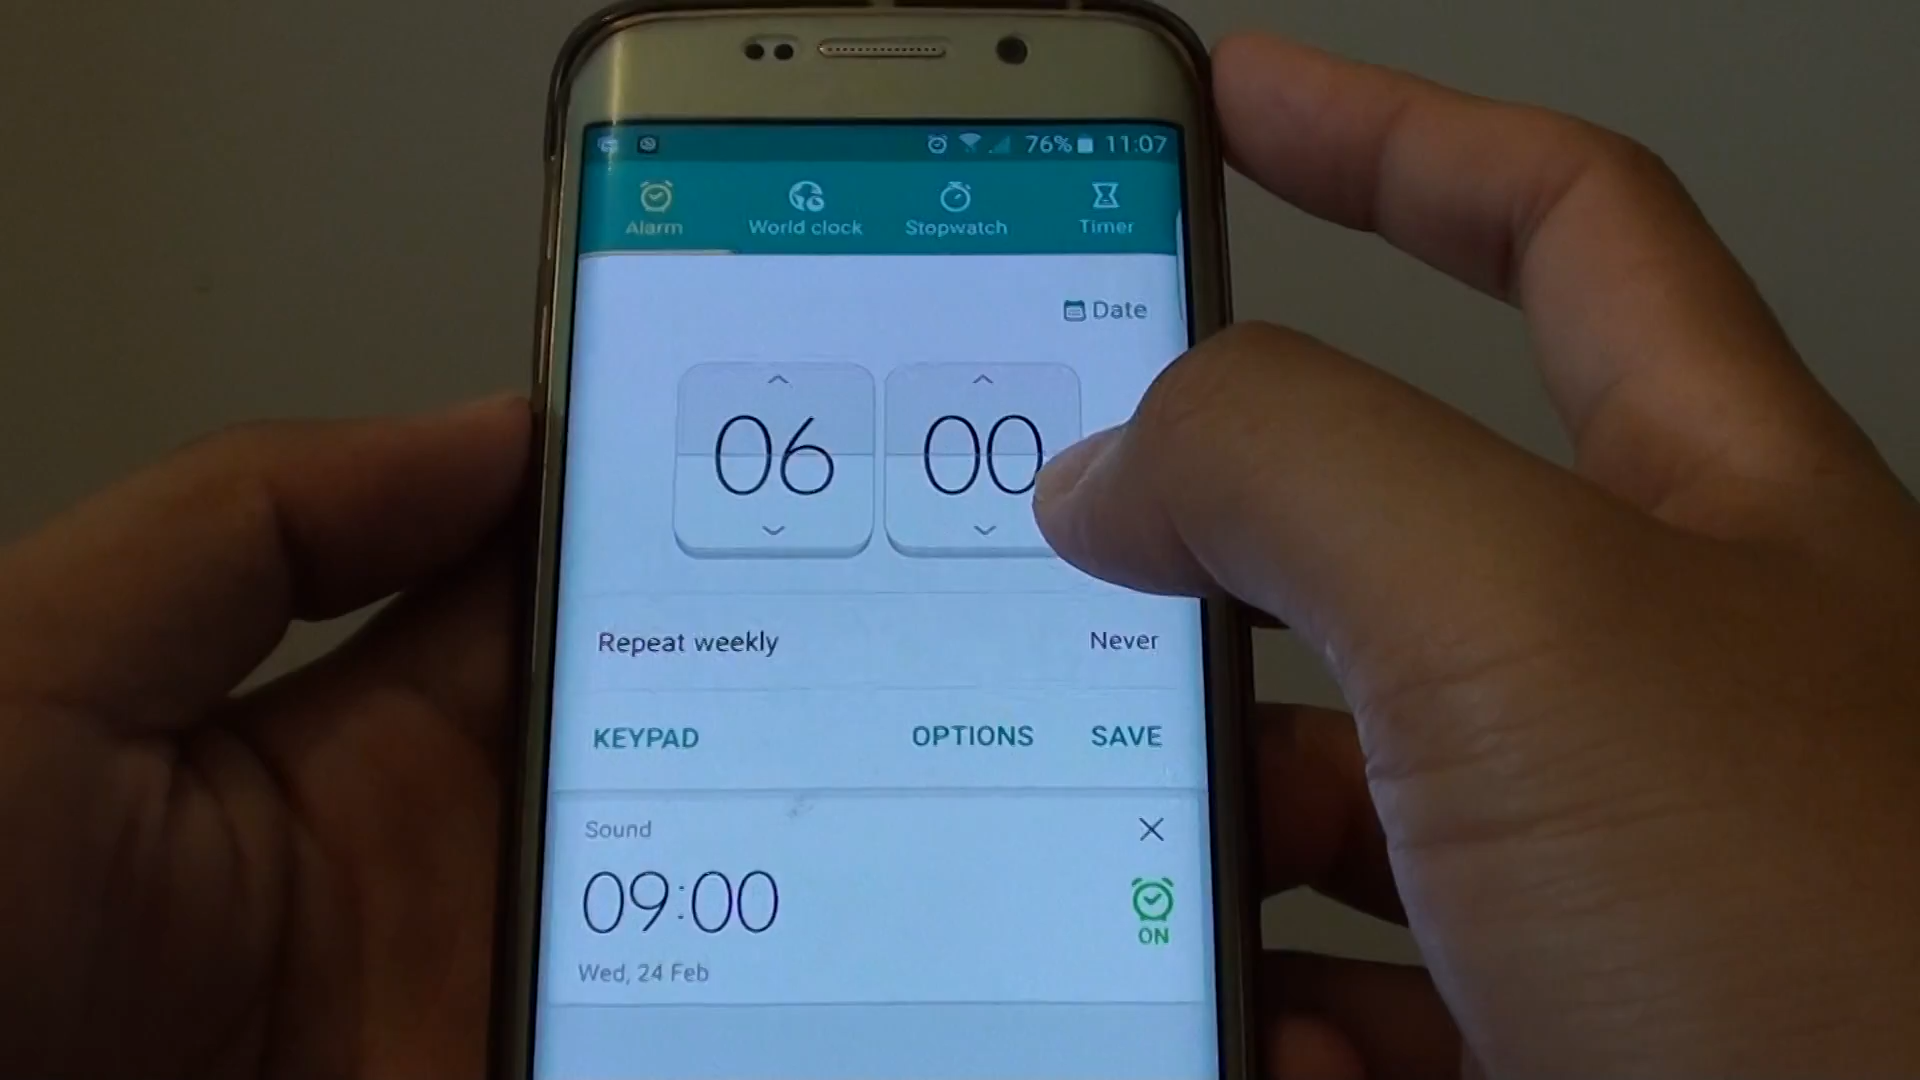 76% 11:07
Alarm World clock Stopwatch Timer
Date
06 00
Repeat weekly Never
KEYPAD OPTIONS SAVE
Sound
09:00
ON
Wed, 24 Feb